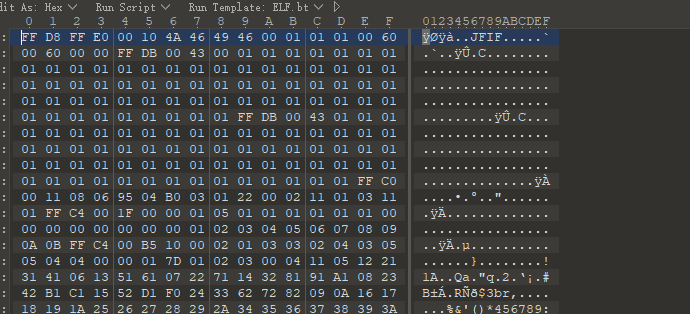 dit As: Hex Run Script Run Template: ELF.bt
0 1 2 3 4 5 6 7 8 9 A B C D E F 0123456789ABCDEF
FF D8 FF E0 00 10 4A 46 49 46 00 01 01 01 00 60 ÿØÿà..JFIF.....`
00 60 00 00 FF DB 00 43 00 01 01 01 01 01 01 01 .`..ÿÛ.C........
01 01 01 01 01 01 01 01 01 01 01 01 01 01 01 01 ................
01 01 01 01 01 01 01 01 01 01 01 01 01 01 01 01 ................
01 01 01 01 01 01 01 01 01 01 01 01 01 01 01 01 ................
01 01 01 01 01 01 01 01 01 FF DB 00 43 01 01 01 .........ÿÛ.C...
01 01 01 01 01 01 01 01 01 01 01 01 01 01 01 01 ................
01 01 01 01 01 01 01 01 01 01 01 01 01 01 01 01 ................
01 01 01 01 01 01 01 01 01 01 01 01 01 01 01 01 ................
01 01 01 01 01 01 01 01 01 01 01 01 01 01 FF C0 ..............ÿÀ
00 11 08 06 95 04 B0 03 01 22 00 02 11 01 03 11 ....•.°.."......
01 FF C4 00 1F 00 00 01 05 01 01 01 01 01 01 00 .ÿÄ.............
00 00 00 00 00 00 00 01 02 03 04 05 06 07 08 09 ................
0A 0B FF C4 00 B5 10 00 02 01 03 03 02 04 03 05 ..ÿÄ.µ..........
05 04 04 00 00 01 7D 01 02 03 00 04 11 05 12 21 ......}........!
31 41 06 13 51 61 07 22 71 14 32 81 91 A1 08 23 1A..Qa."q.2.‘¡.#
42 B1 C1 15 52 D1 F0 24 33 62 72 82 09 0A 16 17 B±Á.RÑð$3br‚....
18 19 1A 25 26 27 28 29 2A 34 35 36 37 38 39 3A ...%&'()*456789: